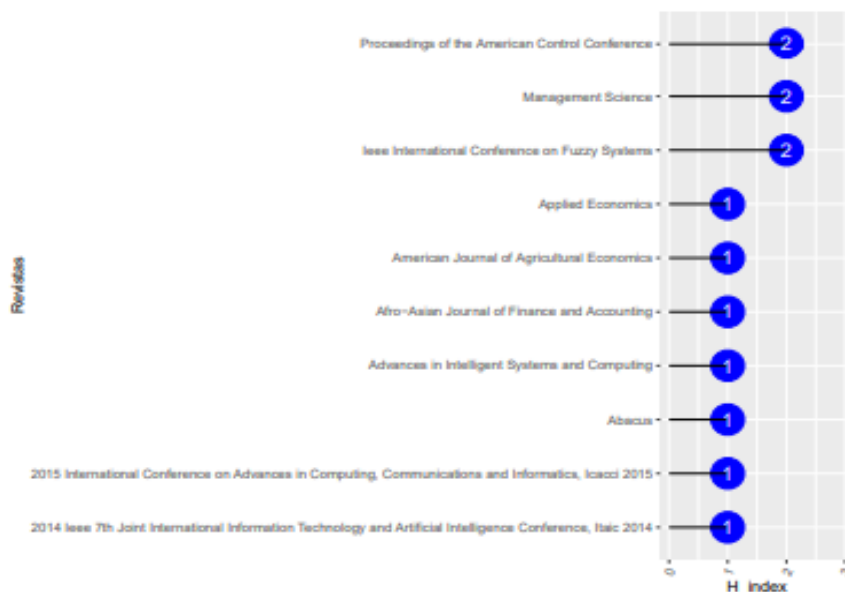 Proceedings of the American Control Conference
2
Management Science
2
Ieee International Conference on Fuzzy Systems
2
Applied Economics
1
American Journal of Agricultural Economics
1
Afro-Asian Journal of Finance and Accounting
1
Advances in Intelligent Systems and Computing
1
Abacus
1
2015 International Conference on Advances in Computing, Communications and Informatics, Icacci 2015
1
2014 Ieee 7th Joint International Information Technology and Artificial Intelligence Conference, Itaic 2014
1
Revistas
0 1 2 3
H_index